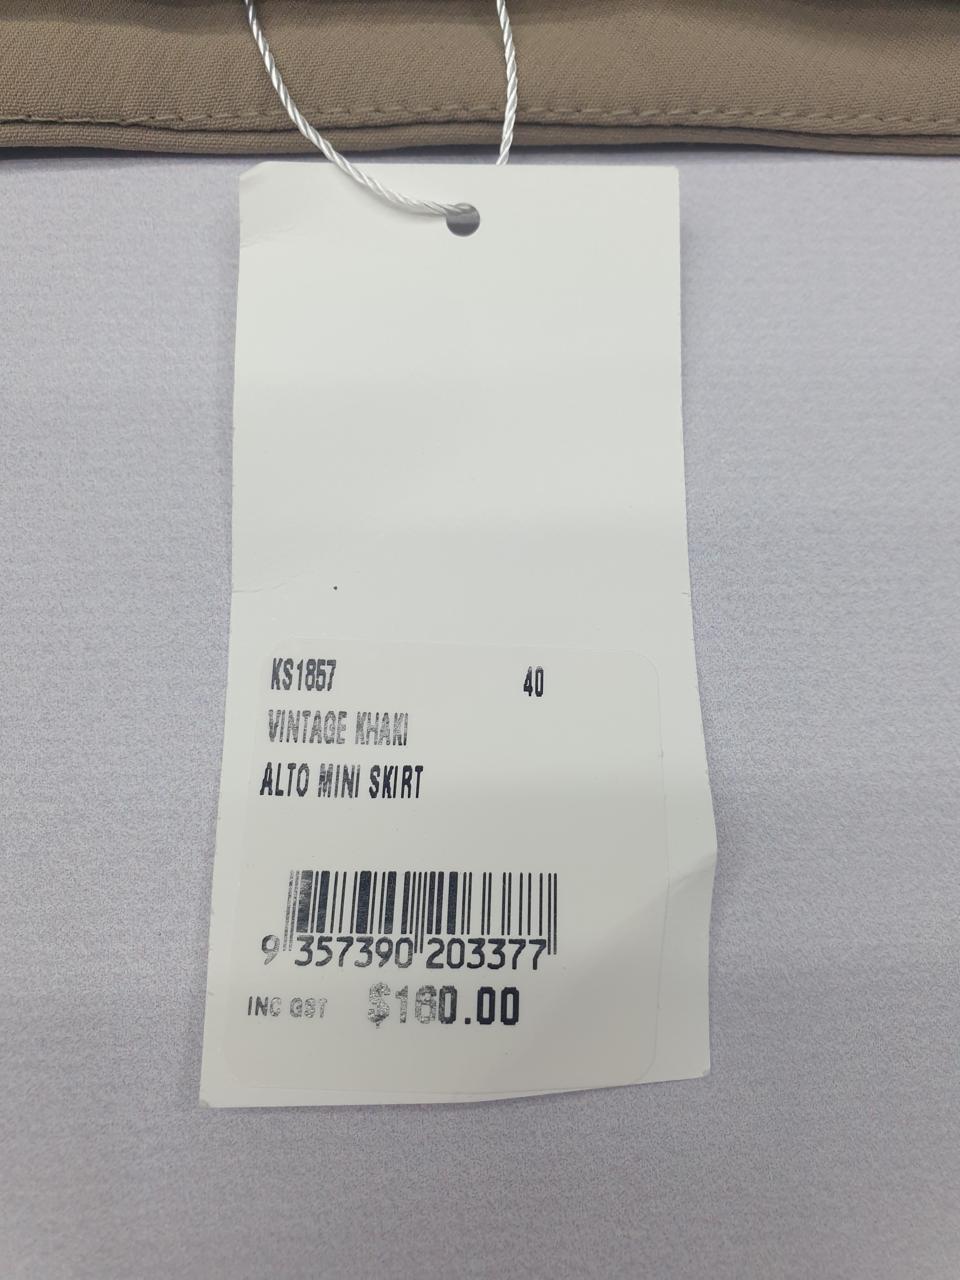 KS1857 40
VINTAGE KHAKI
ALTO MINI SKIRT
9 357390 203377
INC GST $160.00